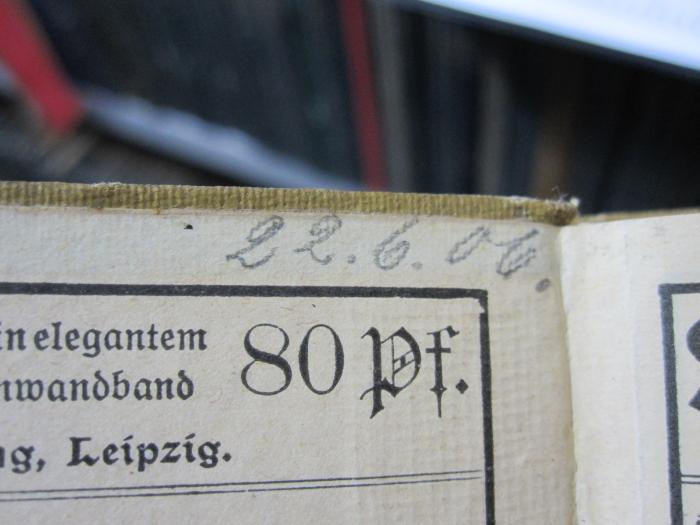 22.6.06.
in elegantem
nwandband
80 Pf.
ng, Leipzig.